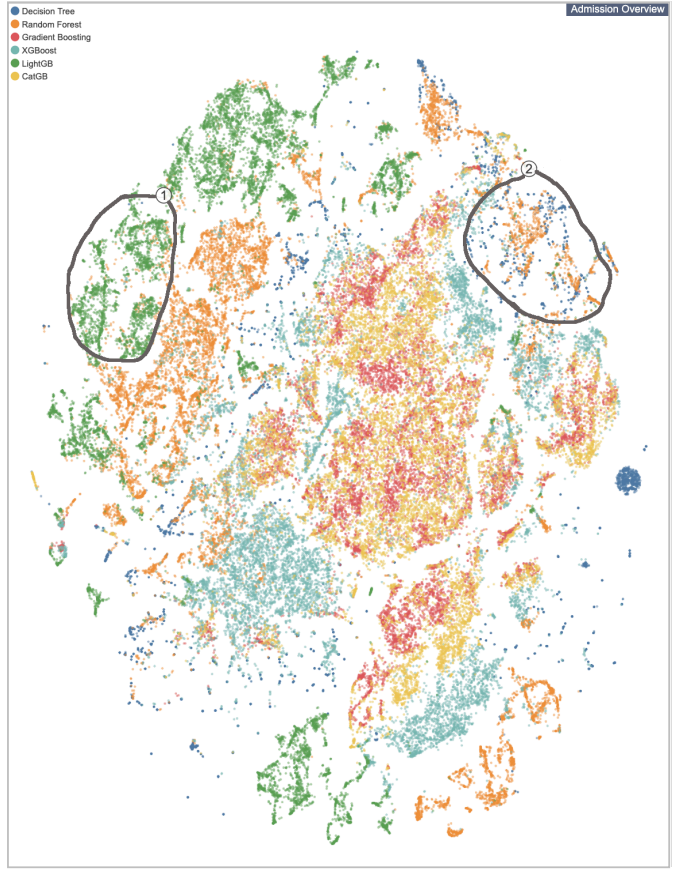 Admission Overview
Decision Tree
Random Forest
Gradient Boosting
XGBoost
LightGB
CatGB
1
2